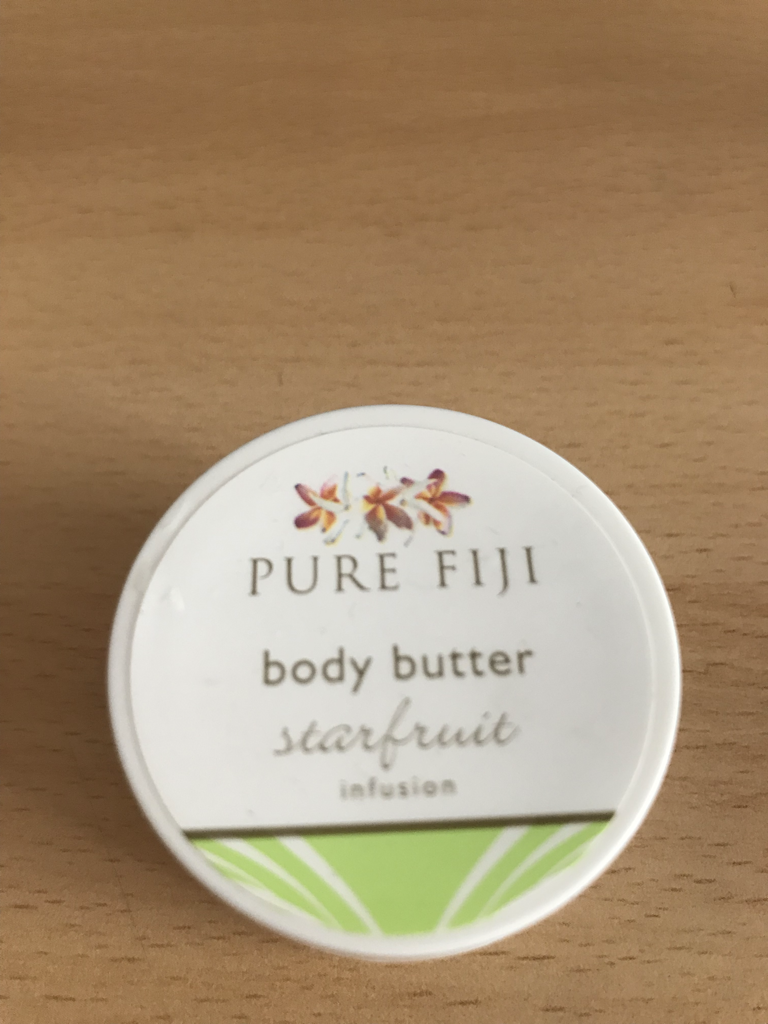 PURE FIJI
body butter
starfruit
infusion